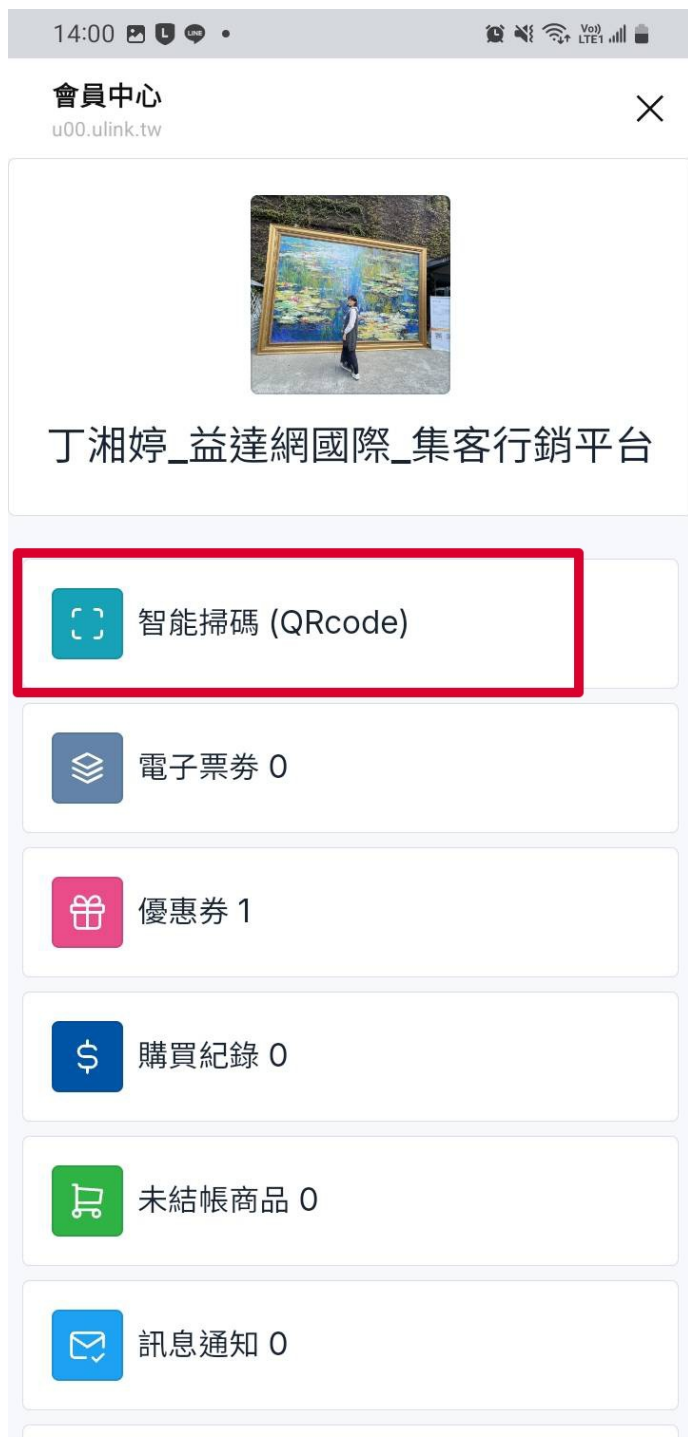 14:00
Vo))
LTE1
會員中心
u00.ulink.tw
丁湘婷_益達網國際_集客行銷平台
智能掃碼 (QRcode)
電子票券 0
優惠券 1
購買紀錄 0
未結帳商品 0
訊息通知 0